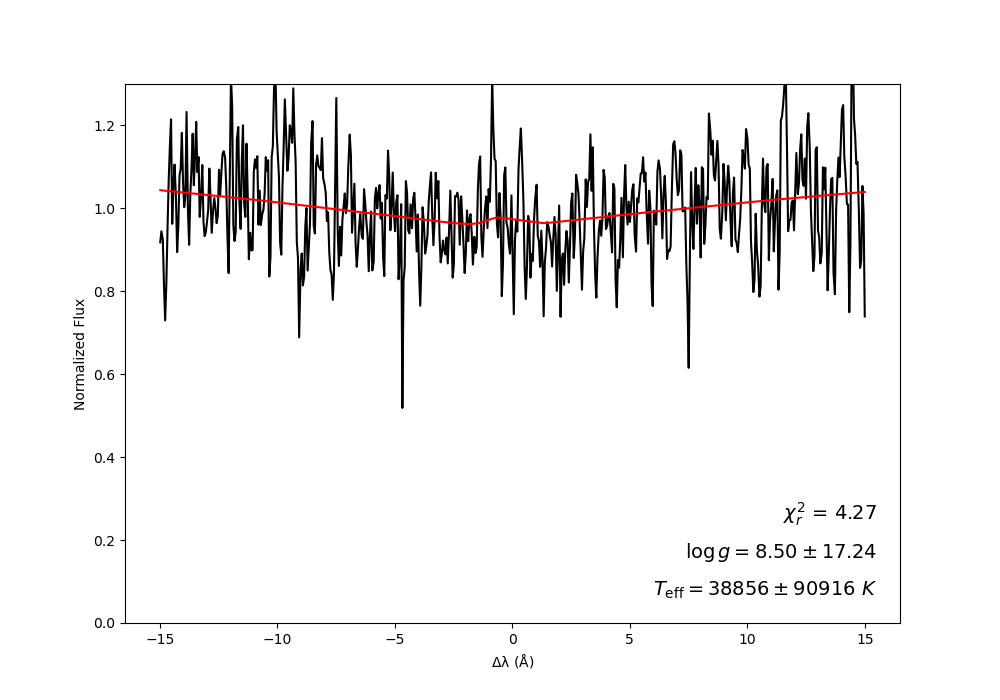 1.2
1.0
0.8
0.6
0.4
0.2
0.0
Normalized Flux
χ²ᵣ = 4.27
log g = 8.50 ± 17.24
T_eff = 38856 ± 90916 K
−15 −10 −5 0 5 10 15
Δλ (Å)